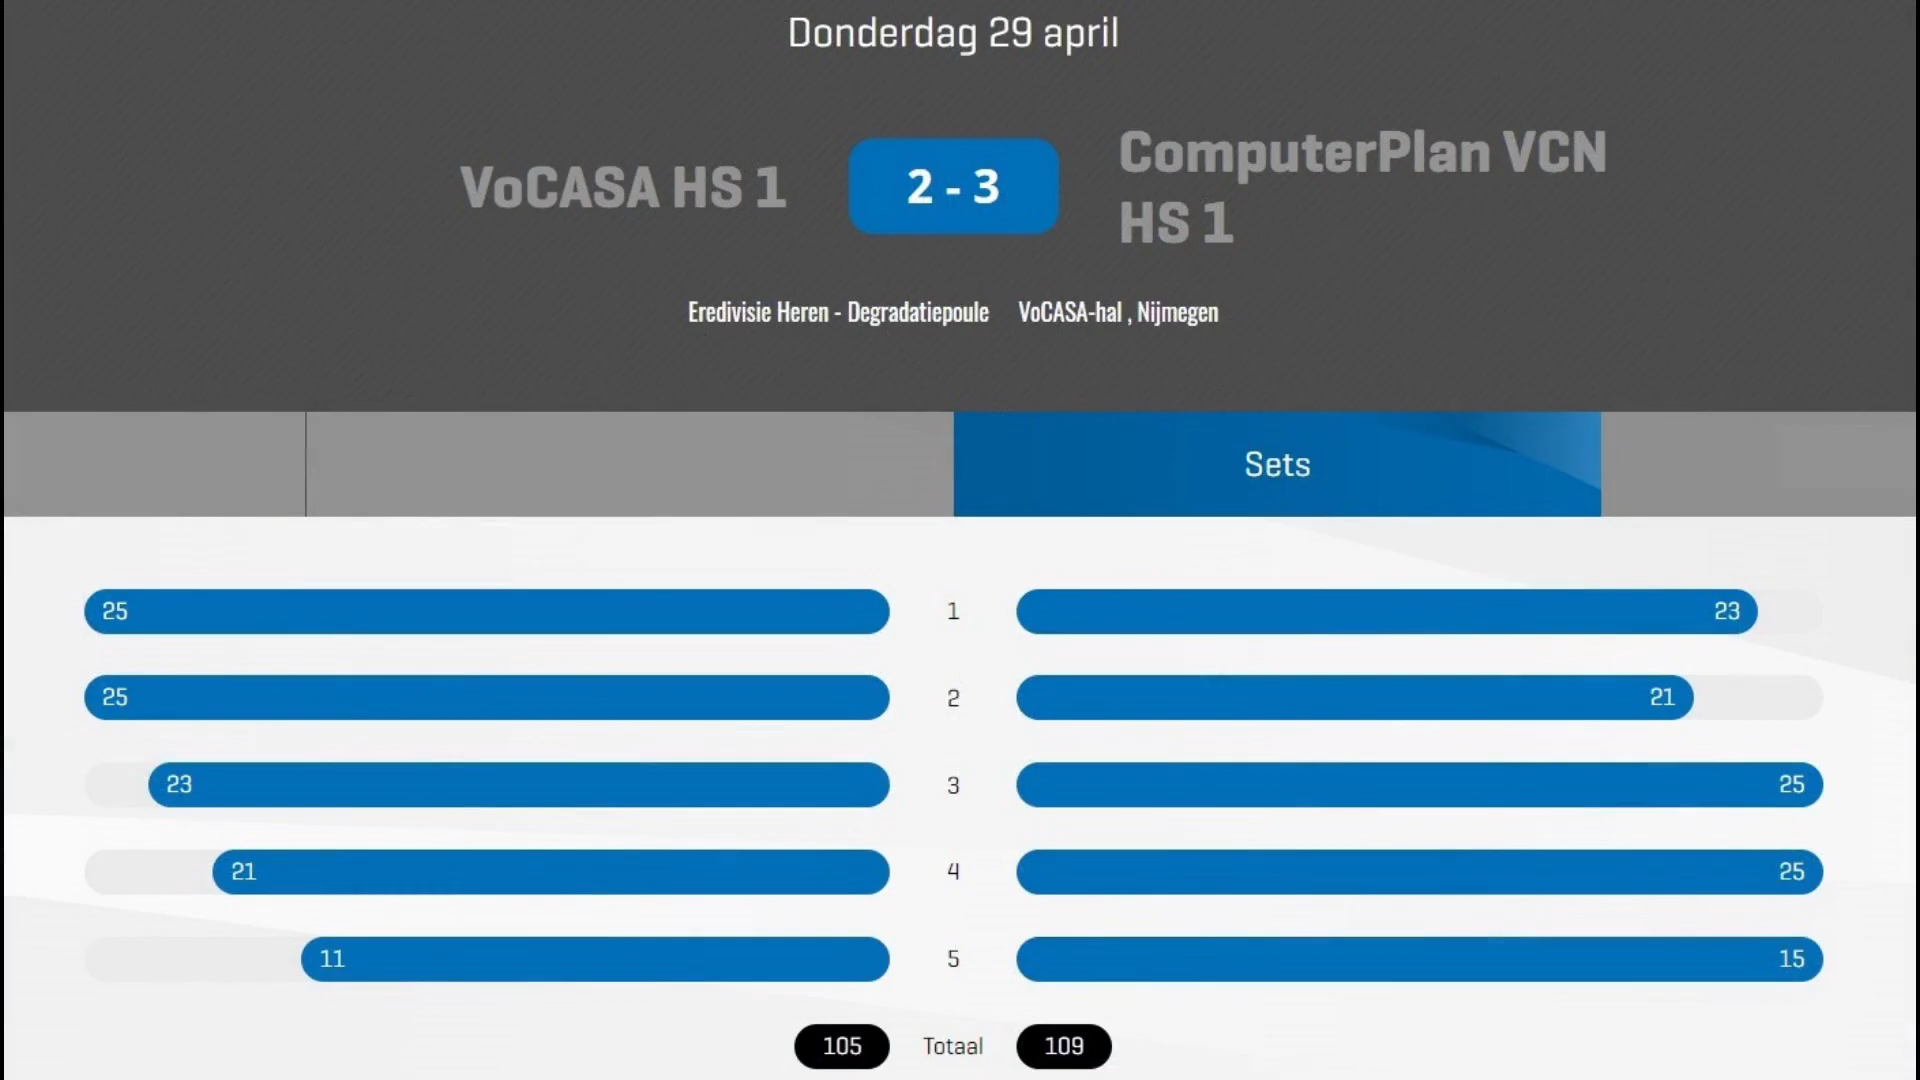 Donderdag 29 april
VoCASA HS 1
2 - 3
ComputerPlan VCN
HS 1
Eredivisie Heren - Degradatiepoule VoCASA-hal , Nijmegen
Sets
25 1 23
25 2 21
23 3 25
21 4 25
11 5 15
105 Totaal 109